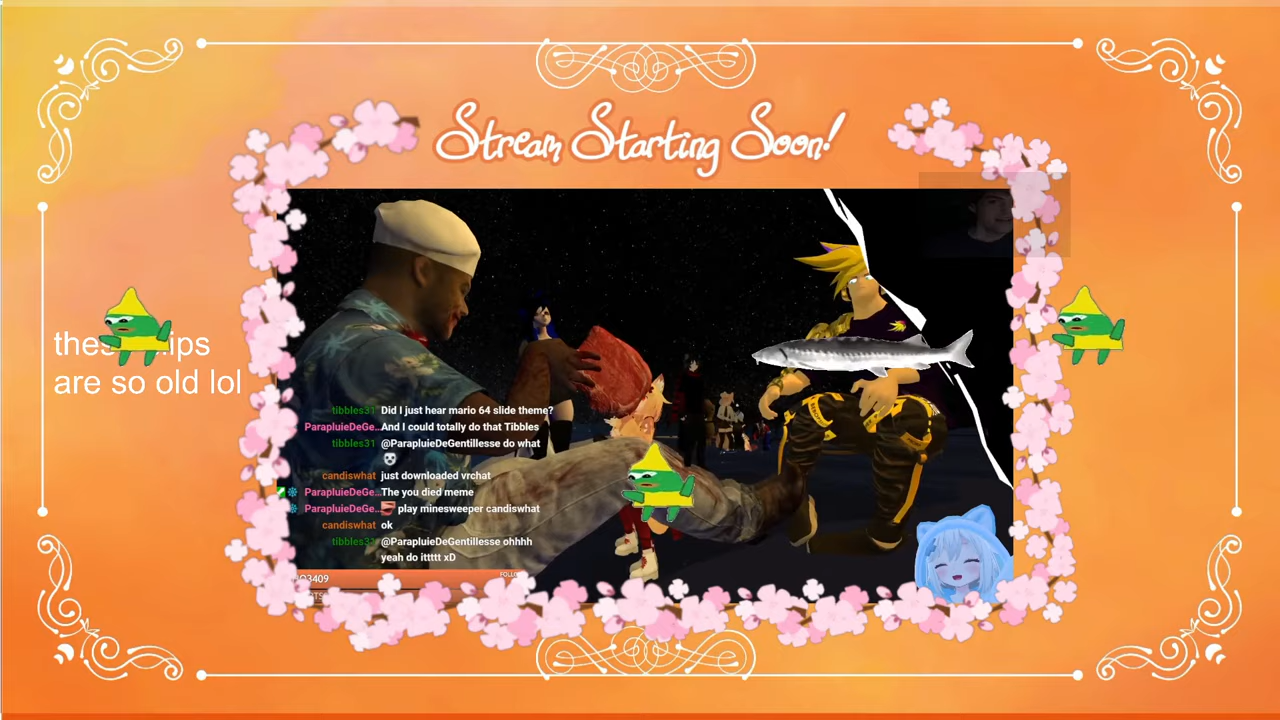 Stream Starting Soon!
are so old lol
tibbles31 Did I just hear mario 64 slide theme?
ParapluieDeGe... And I could totally do that Tibbles
tibbles31 @ParapluieDeGentillesse do what
candiswhat just downloaded vrchat
ParapluieDeGe... The you died meme
ParapluieDeGe... play minesweeper candiswhat
candiswhat ok
tibbles31 @ParapluieDeGentillesse ohhhh
yeah do ittttt xD